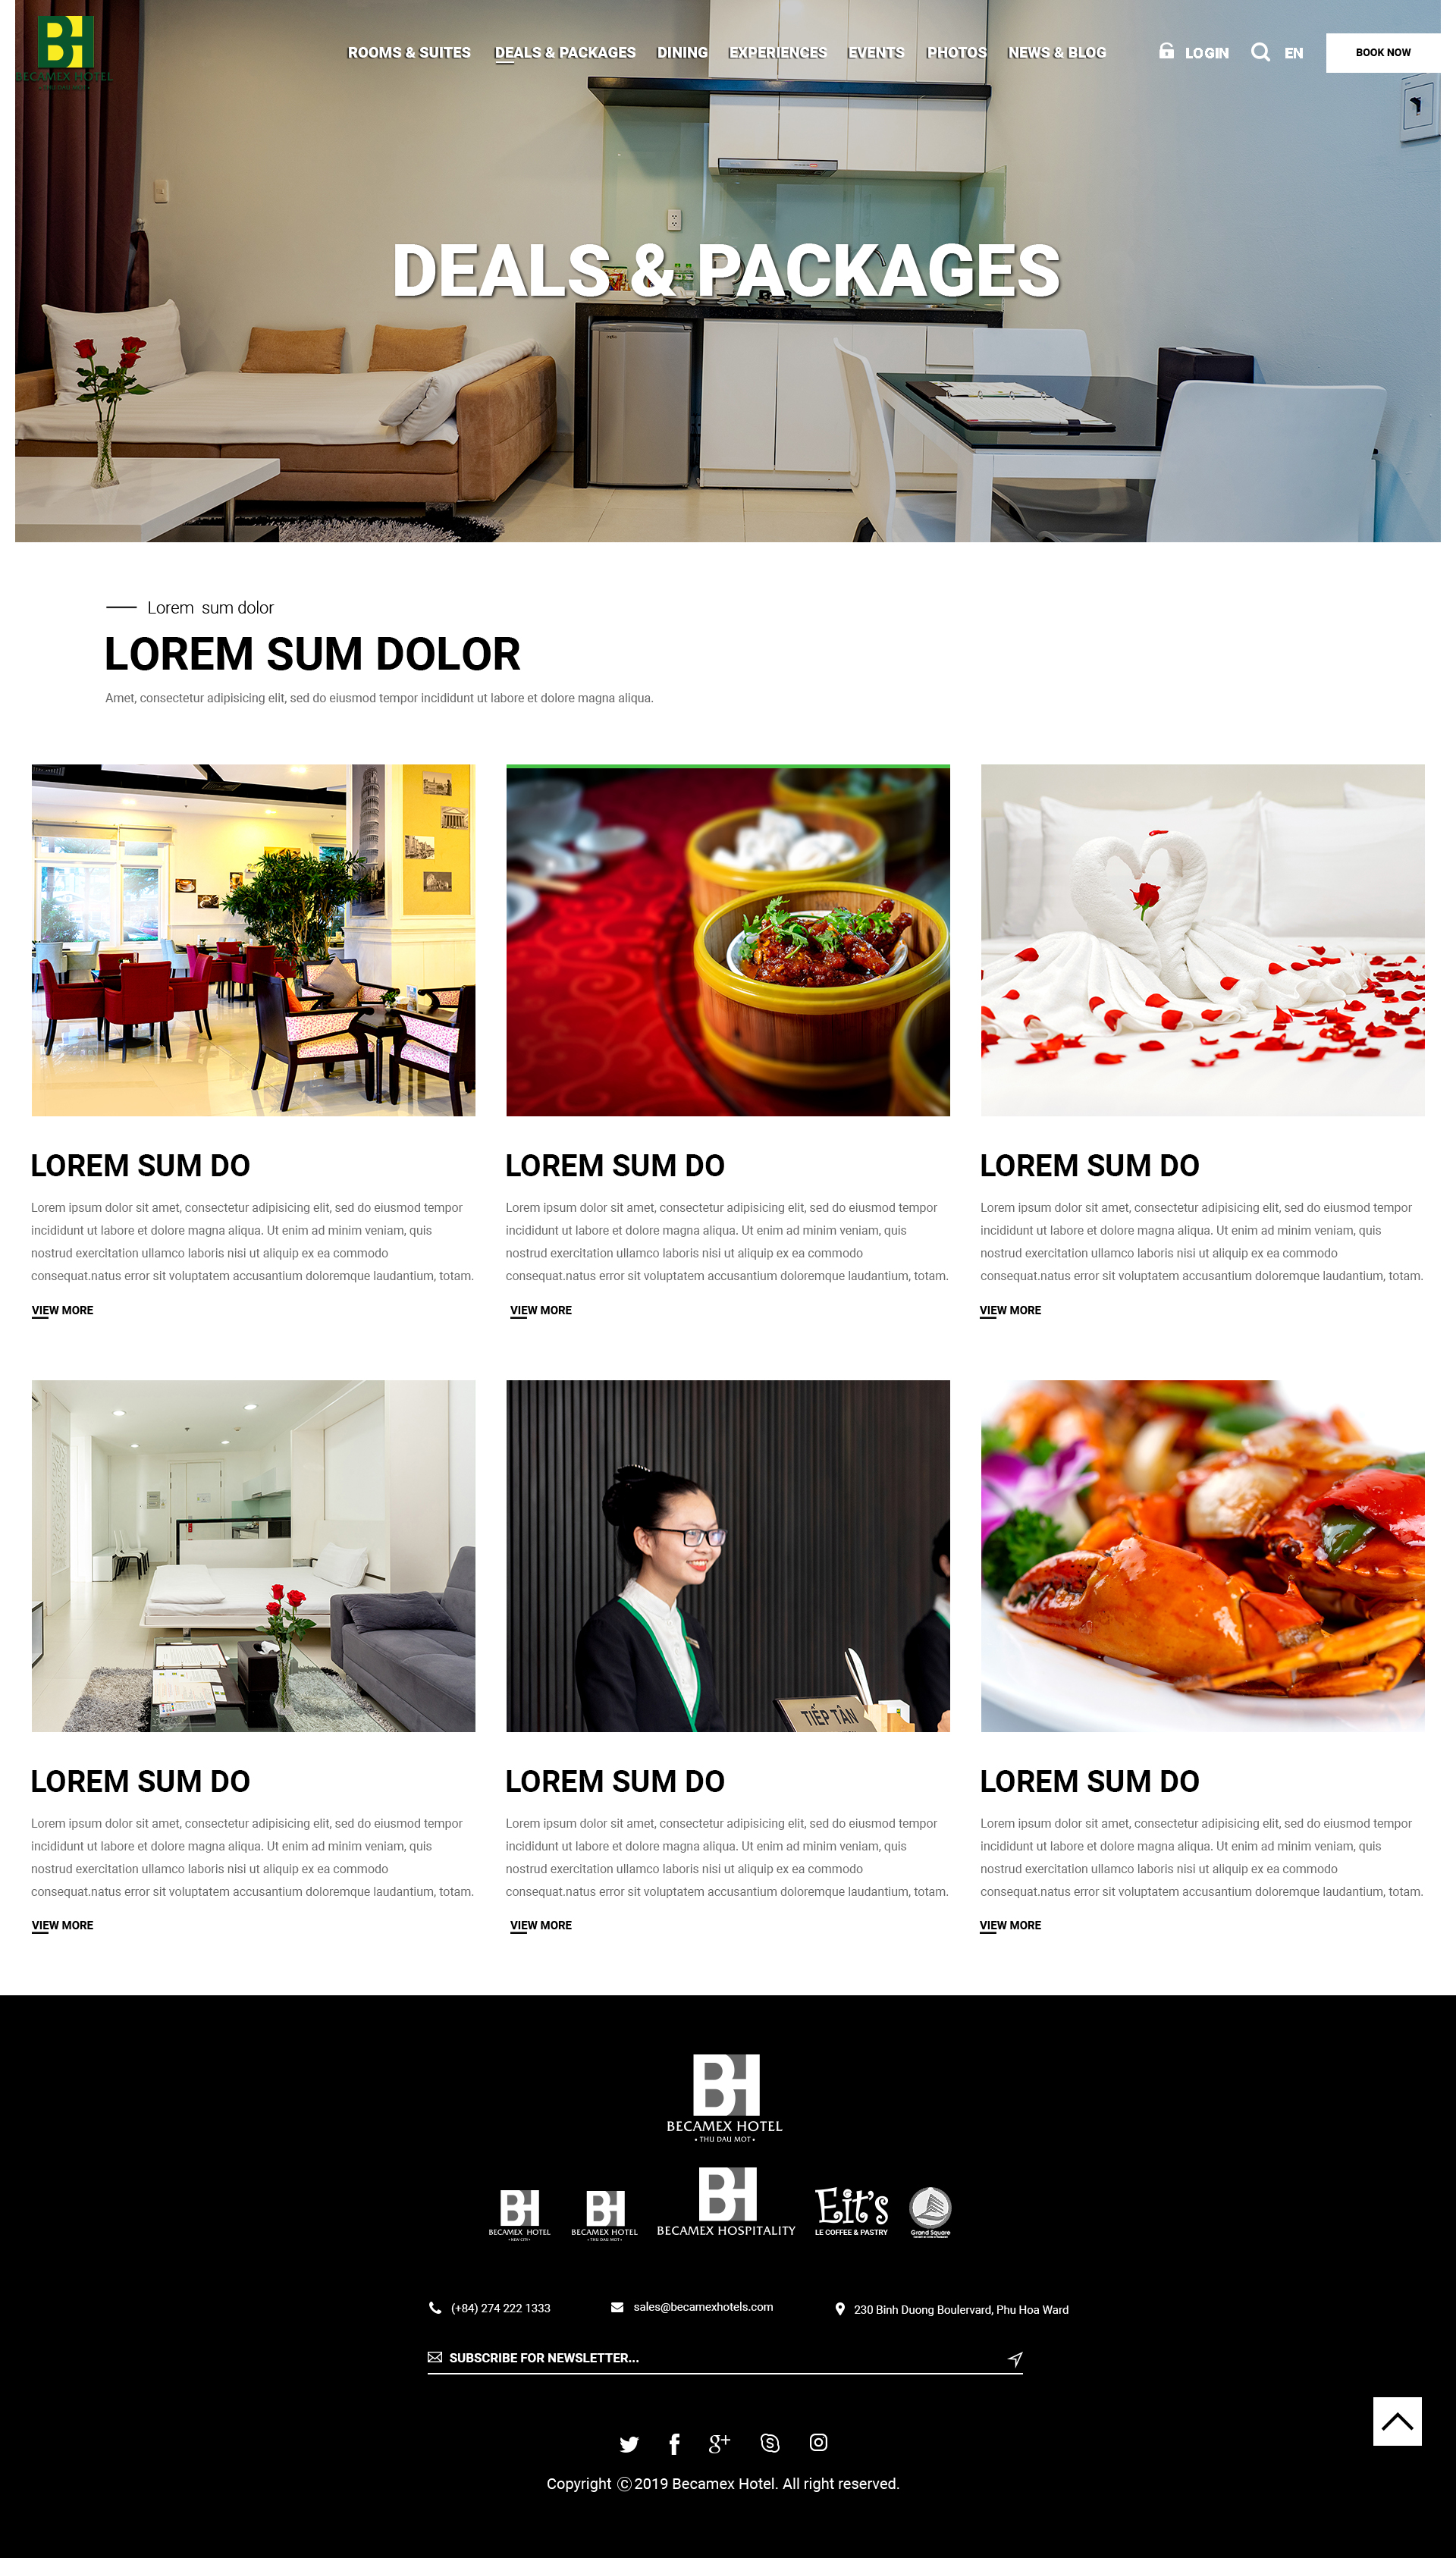 BECAMEX HOTEL
• THU DAU MOT •
ROOMS & SUITES DEALS & PACKAGES DINING EXPERIENCES EVENTS PHOTOS NEWS & BLOG LOGIN EN BOOK NOW
DEALS & PACKAGES
Lorem sum dolor
LOREM SUM DOLOR
Amet, consectetur adipisicing elit, sed do eiusmod tempor incididunt ut labore et dolore magna aliqua.
LOREM SUM DO
Lorem ipsum dolor sit amet, consectetur adipisicing elit, sed do eiusmod tempor
incididunt ut labore et dolore magna aliqua. Ut enim ad minim veniam, quis
nostrud exercitation ullamco laboris nisi ut aliquip ex ea commodo
consequat.natus error sit voluptatem accusantium doloremque laudantium, totam.
VIEW MORE
LOREM SUM DO
Lorem ipsum dolor sit amet, consectetur adipisicing elit, sed do eiusmod tempor
incididunt ut labore et dolore magna aliqua. Ut enim ad minim veniam, quis
nostrud exercitation ullamco laboris nisi ut aliquip ex ea commodo
consequat.natus error sit voluptatem accusantium doloremque laudantium, totam.
VIEW MORE
LOREM SUM DO
Lorem ipsum dolor sit amet, consectetur adipisicing elit, sed do eiusmod tempor
incididunt ut labore et dolore magna aliqua. Ut enim ad minim veniam, quis
nostrud exercitation ullamco laboris nisi ut aliquip ex ea commodo
consequat.natus error sit voluptatem accusantium doloremque laudantium, totam.
VIEW MORE
TIẾP TÂN
LOREM SUM DO
Lorem ipsum dolor sit amet, consectetur adipisicing elit, sed do eiusmod tempor
incididunt ut labore et dolore magna aliqua. Ut enim ad minim veniam, quis
nostrud exercitation ullamco laboris nisi ut aliquip ex ea commodo
consequat.natus error sit voluptatem accusantium doloremque laudantium, totam.
VIEW MORE
LOREM SUM DO
Lorem ipsum dolor sit amet, consectetur adipisicing elit, sed do eiusmod tempor
incididunt ut labore et dolore magna aliqua. Ut enim ad minim veniam, quis
nostrud exercitation ullamco laboris nisi ut aliquip ex ea commodo
consequat.natus error sit voluptatem accusantium doloremque laudantium, totam.
VIEW MORE
LOREM SUM DO
Lorem ipsum dolor sit amet, consectetur adipisicing elit, sed do eiusmod tempor
incididunt ut labore et dolore magna aliqua. Ut enim ad minim veniam, quis
nostrud exercitation ullamco laboris nisi ut aliquip ex ea commodo
consequat.natus error sit voluptatem accusantium doloremque laudantium, totam.
VIEW MORE
BH
BECAMEX HOTEL
• THU DAU MOT •
BH
BECAMEX HOTEL
• NEW CITY •
BH
BECAMEX HOTEL
• THU DAU MOT •
BH
BECAMEX HOSPITALITY
Eit's
LE COFFEE & PASTRY
Grand Square
(+84) 274 222 1333
sales@becamexhotels.com
230 Binh Duong Boulervard, Phu Hoa Ward
SUBSCRIBE FOR NEWSLETTER...
Copyright © 2019 Becamex Hotel. All right reserved.